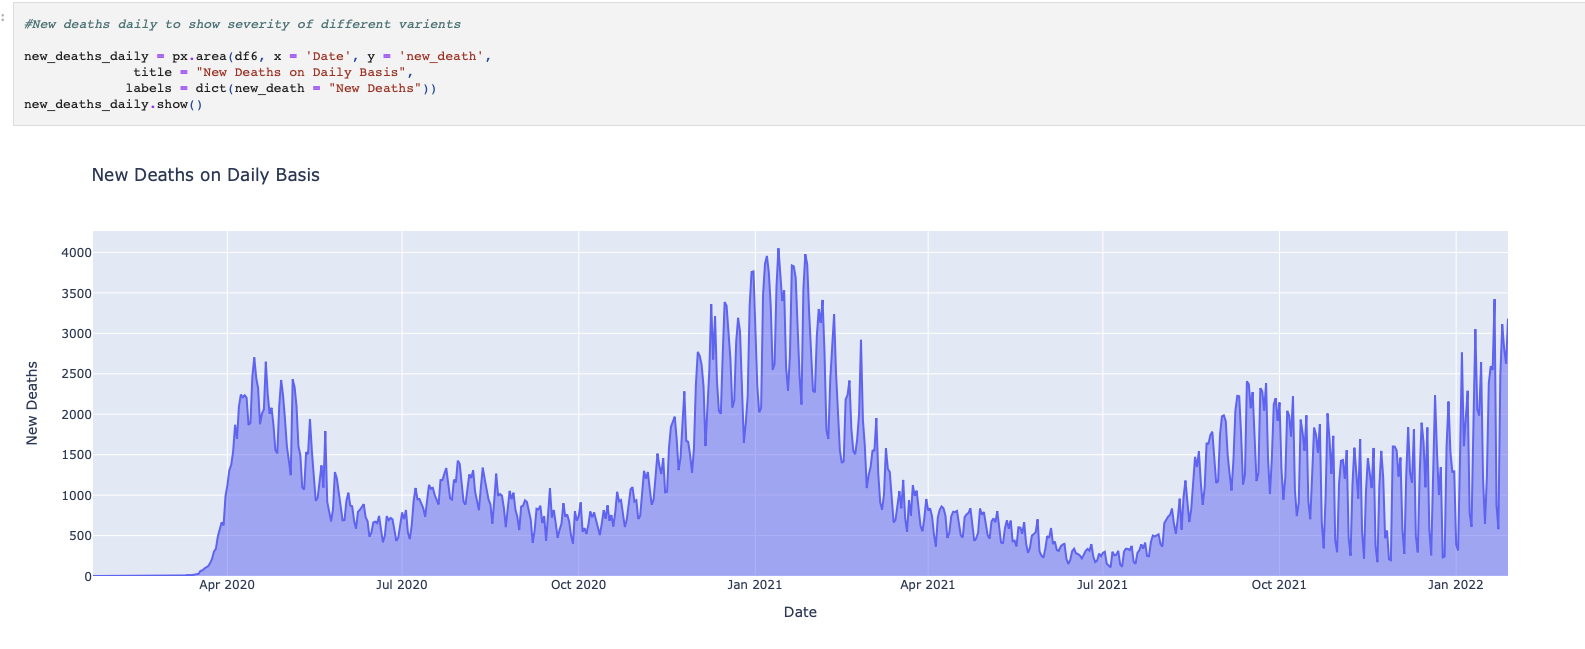 #New deaths daily to show severity of different varients
new_deaths_daily = px.area(df6, x = 'Date', y = 'new_death',
title = "New Deaths on Daily Basis",
labels = dict(new_death = "New Deaths"))
new_deaths_daily.show()
New Deaths on Daily Basis
4000
3500
3000
2500
2000
1500
1000
500
0
New Deaths
Apr 2020 Jul 2020 Oct 2020 Jan 2021 Apr 2021 Jul 2021 Oct 2021 Jan 2022
Date